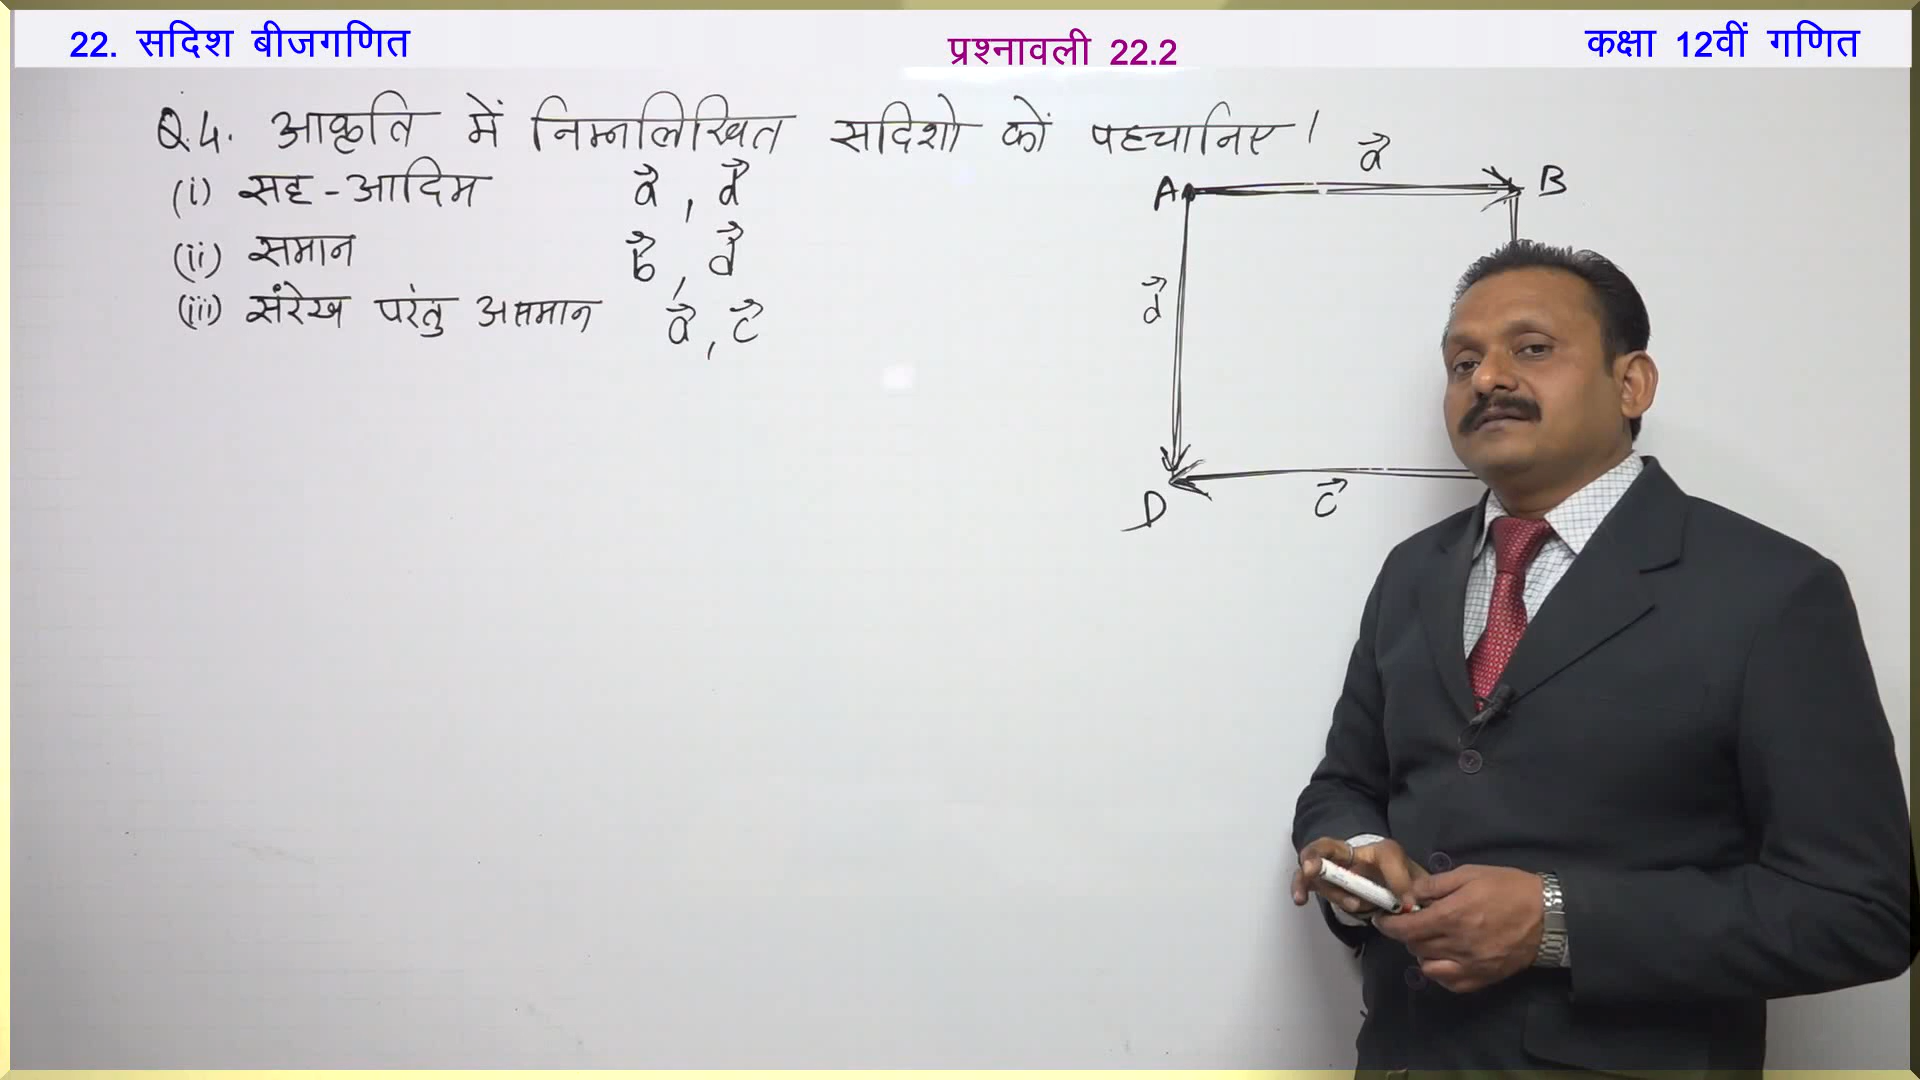 22. सदिश बीजगणित
प्रश्नावली 22.2
कक्षा 12वीं गणित
Q.4. आकृति में निम्नलिखित सदिशो कों पहचानिए।
(i) सह-आदिम a⃗, d⃗
(ii) समान b⃗, d⃗
(iii) संरेख परंतु असमान a⃗, c⃗
a⃗
A B
d⃗
D c⃗